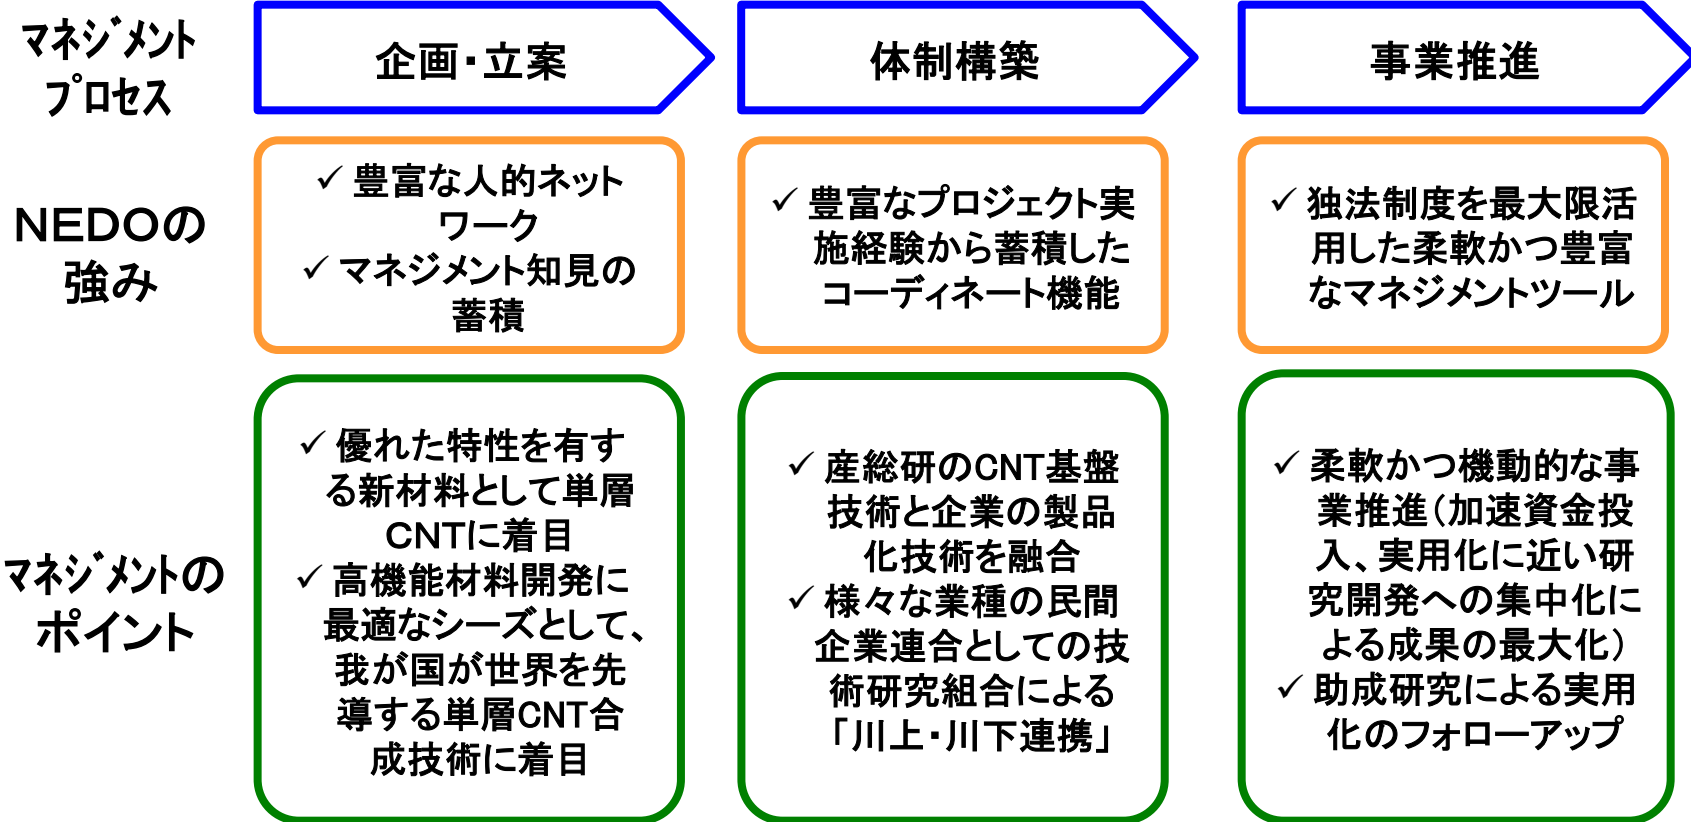 マネジメント
プロセス
企画・立案
体制構築
事業推進
NEDOの
強み
✓ 豊富な人的ネット
ワーク
✓ マネジメント知見の
蓄積
✓ 豊富なプロジェクト実
施経験から蓄積した
コーディネート機能
✓ 独法制度を最大限活
用した柔軟かつ豊富
なマネジメントツール
マネジメントの
ポイント
✓ 優れた特性を有す
る新材料として単層
CNTに着目
✓ 高機能材料開発に
最適なシーズとして、
我が国が世界を先
導する単層CNT合
成技術に着目
✓ 産総研のCNT基盤
技術と企業の製品
化技術を融合
✓ 様々な業種の民間
企業連合としての技
術研究組合による
「川上・川下連携」
✓ 柔軟かつ機動的な事
業推進(加速資金投
入、実用化に近い研
究開発への集中化に
よる成果の最大化)
✓ 助成研究による実用
化のフォローアップ